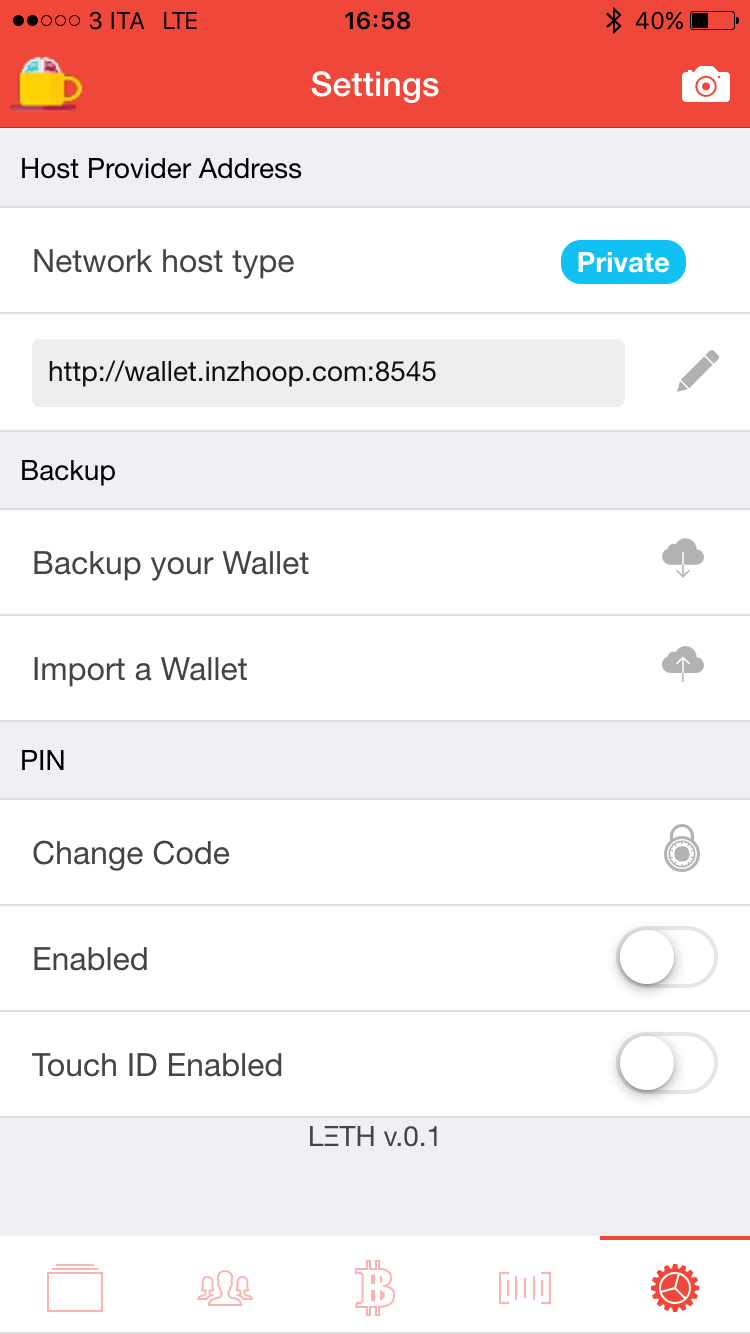 3 ITA LTE 16:58 40%
Settings
Host Provider Address
Network host type Private
http://wallet.inzhoop.com:8545
Backup
Backup your Wallet
Import a Wallet
PIN
Change Code
Enabled
Touch ID Enabled
LΞTH v.0.1